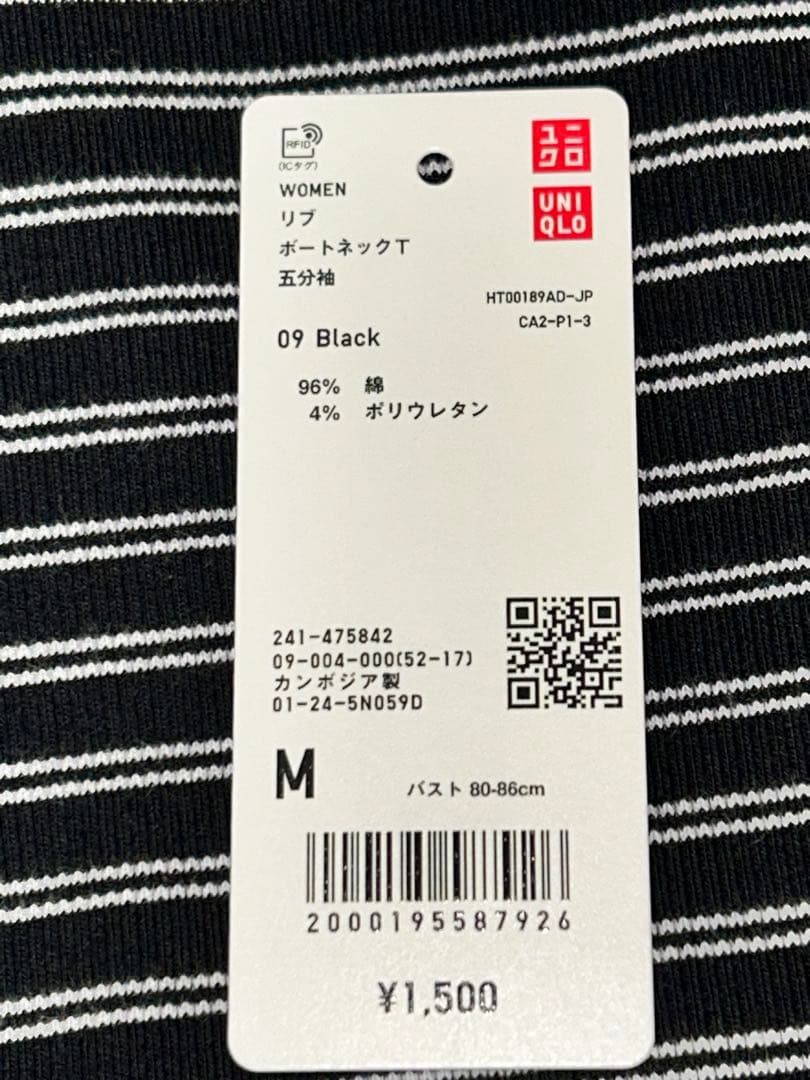 RFID
(ICタグ)
WOMEN
リブ
ボートネックT
五分袖
ユニ
クロ
UNI
QLO
HT00189AD-JP
CA2-P1-3
09 Black
96% 綿
4% ポリウレタン
241-475842
09-004-000(52-17)
カンボジア製
01-24-5N059D
M バスト 80-86cm
2000195587926
¥1,500